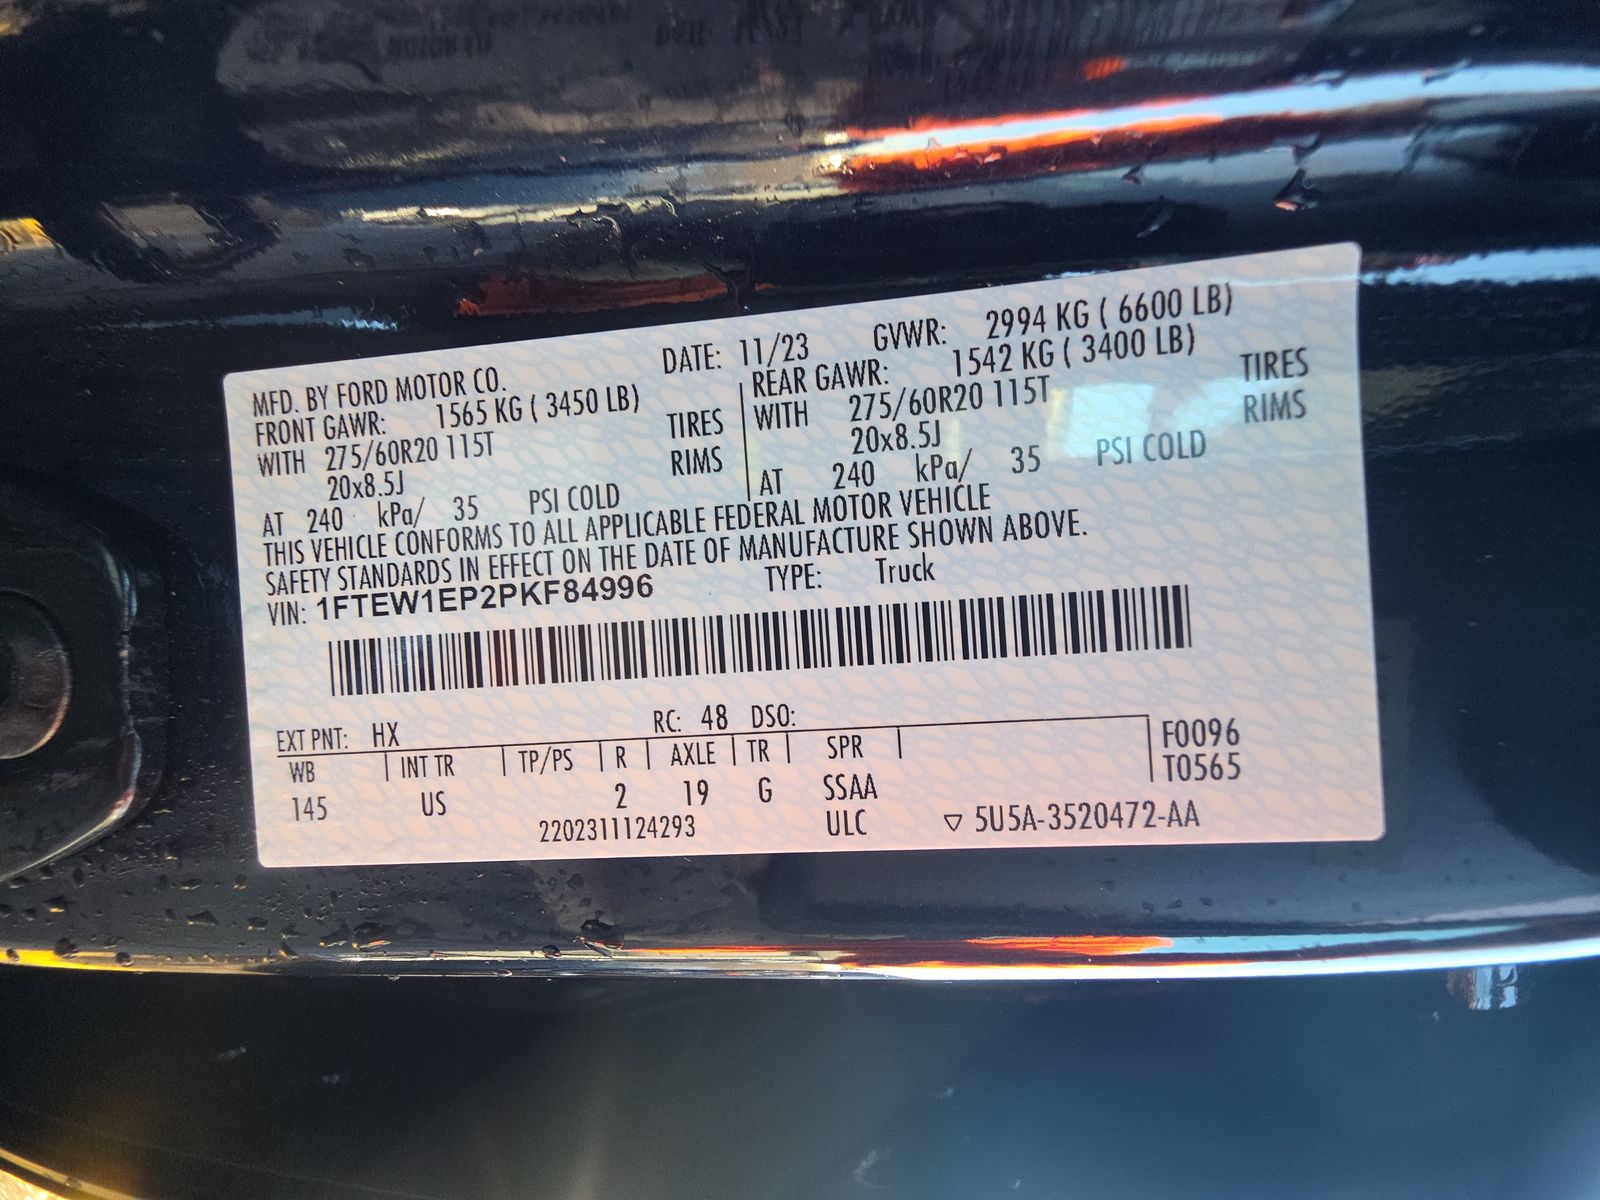 MFD. BY FORD MOTOR CO. DATE: 11/23 GVWR: 2994 KG ( 6600 LB)
FRONT GAWR: 1565 KG ( 3450 LB) REAR GAWR: 1542 KG ( 3400 LB)
WITH 275/60R20 115T TIRES WITH 275/60R20 115T TIRES
20x8.5J RIMS 20x8.5J RIMS
AT 240 kPa/ 35 PSI COLD AT 240 kPa/ 35 PSI COLD
THIS VEHICLE CONFORMS TO ALL APPLICABLE FEDERAL MOTOR VEHICLE
SAFETY STANDARDS IN EFFECT ON THE DATE OF MANUFACTURE SHOWN ABOVE.
VIN: 1FTEW1EP2PKF84996 TYPE: Truck
EXT PNT: HX RC: 48 DSO:
WB INT TR TP/PS R AXLE TR SPR F0096
145 US 2 19 G SSAA T0565
2202311124293 ULC ▽ 5U5A-3520472-AA